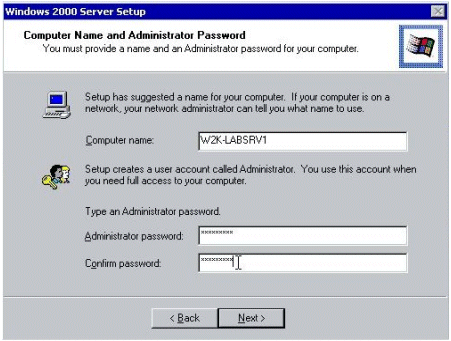 Windows 2000 Server Setup
Computer Name and Administrator Password
You must provide a name and an Administrator password for your computer.
Setup has suggested a name for your computer. If your computer is on a
network, your network administrator can tell you what name to use.
Computer name:
W2K-LABSRV1
Setup creates a user account called Administrator. You use this account when
you need full access to your computer.
Type an Administrator password.
Administrator password:
*********
Confirm password:
*********
< Back
Next >